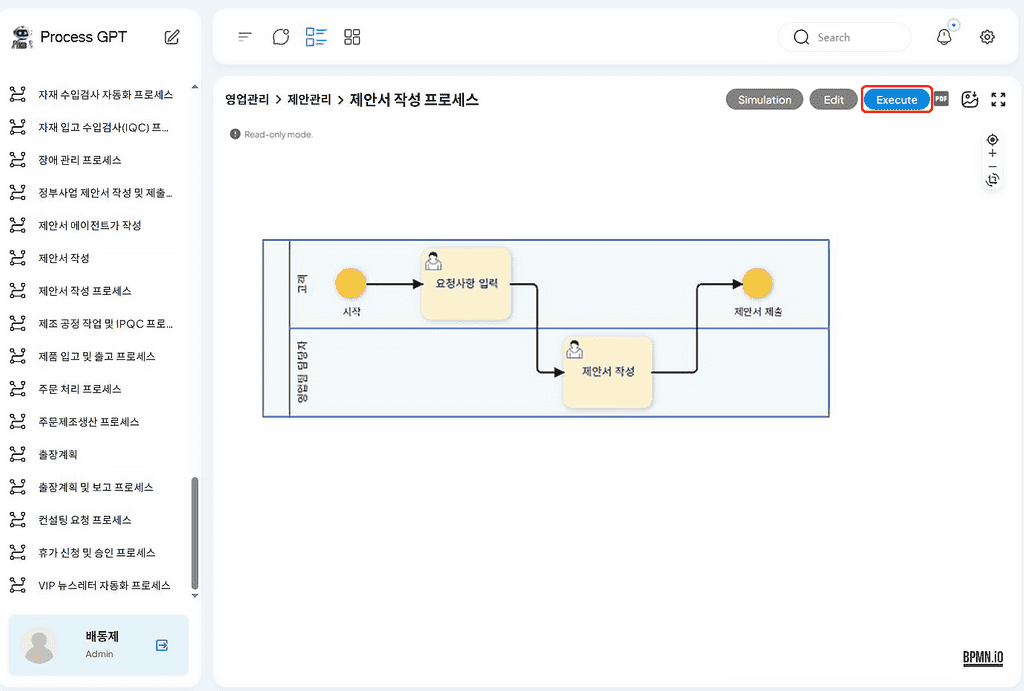 Process GPT
자재 수입검사 자동화 프로세스
자재 입고 수입검사(IQC) 프...
장애 관리 프로세스
정부사업 제안서 작성 및 제출...
제안서 에이전트가 작성
제안서 작성
제안서 작성 프로세스
제조 공정 작업 및 IPQC 프로...
제품 입고 및 출고 프로세스
주문 처리 프로세스
주문제조생산 프로세스
출장계획
출장계획 및 보고 프로세스
컨설팅 요청 프로세스
휴가 신청 및 승인 프로세스
VIP 뉴스레터 자동화 프로세스
배동제
Admin
Search
영업관리 > 제안관리 > 제안서 작성 프로세스
Simulation
Edit
Execute
PDF
Read-only mode.
고객
시작
요청사항 입력
제안서 제출
영업팀 담당자
제안서 작성
BPMN.iO